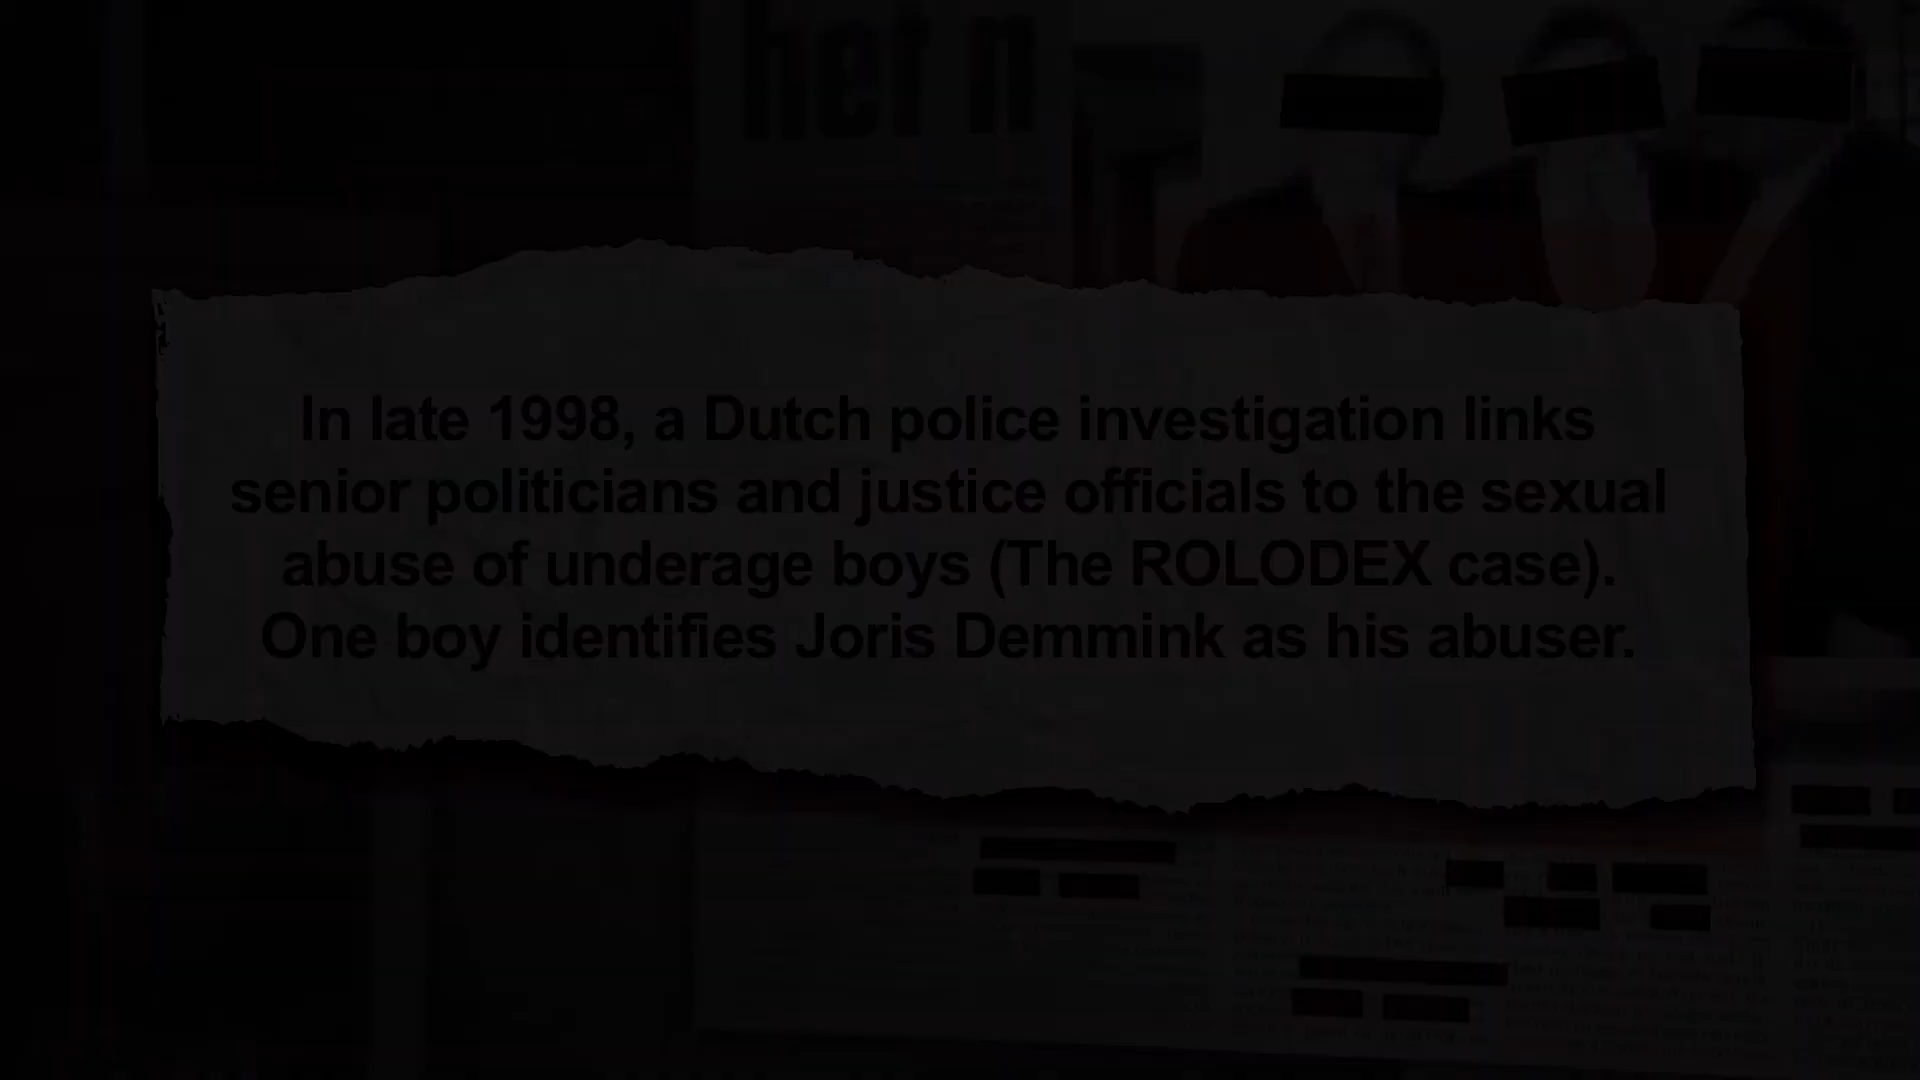 het n
In late 1998, a Dutch police investigation links
senior politicians and justice officials to the sexual
abuse of underage boys (The ROLODEX case).
One boy identifies Joris Demmink as his abuser.